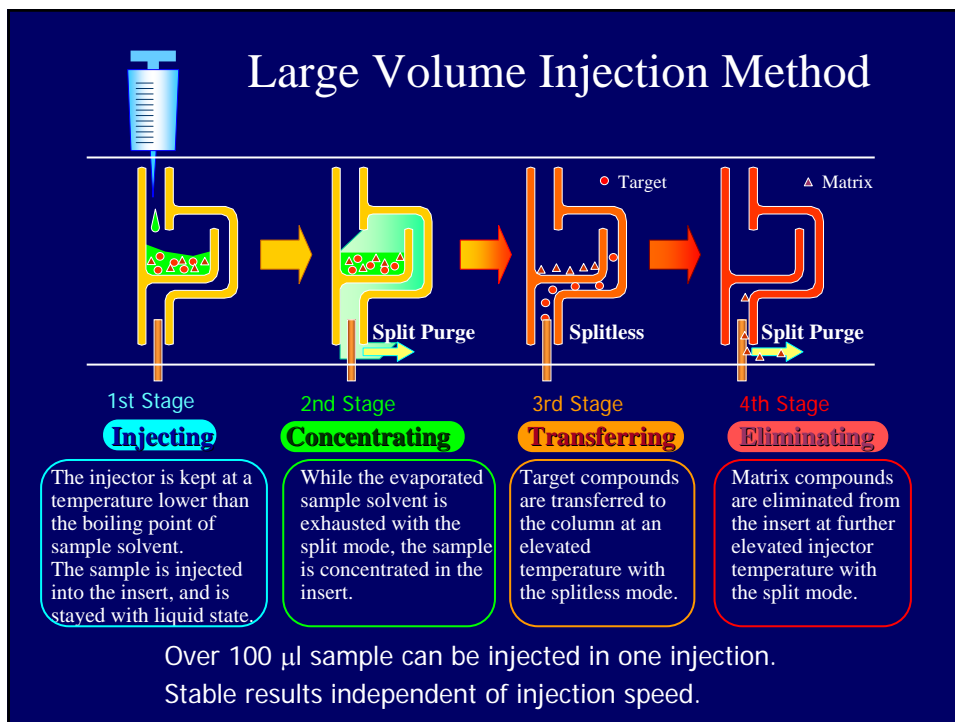 Large Volume Injection Method
Target
Matrix
Split Purge
Splitless
Split Purge
1st Stage
Injecting
The injector is kept at a
temperature lower than
the boiling point of
sample solvent.
The sample is injected
into the insert, and is
stayed with liquid state.
2nd Stage
Concentrating
While the evaporated
sample solvent is
exhausted with the
split mode, the sample
is concentrated in the
insert.
3rd Stage
Transferring
Target compounds
are transferred to
the column at an
elevated
temperature with
the splitless mode.
4th Stage
Eliminating
Matrix compounds
are eliminated from
the insert at further
elevated injector
temperature with
the split mode.
Over 100 µl sample can be injected in one injection.
Stable results independent of injection speed.